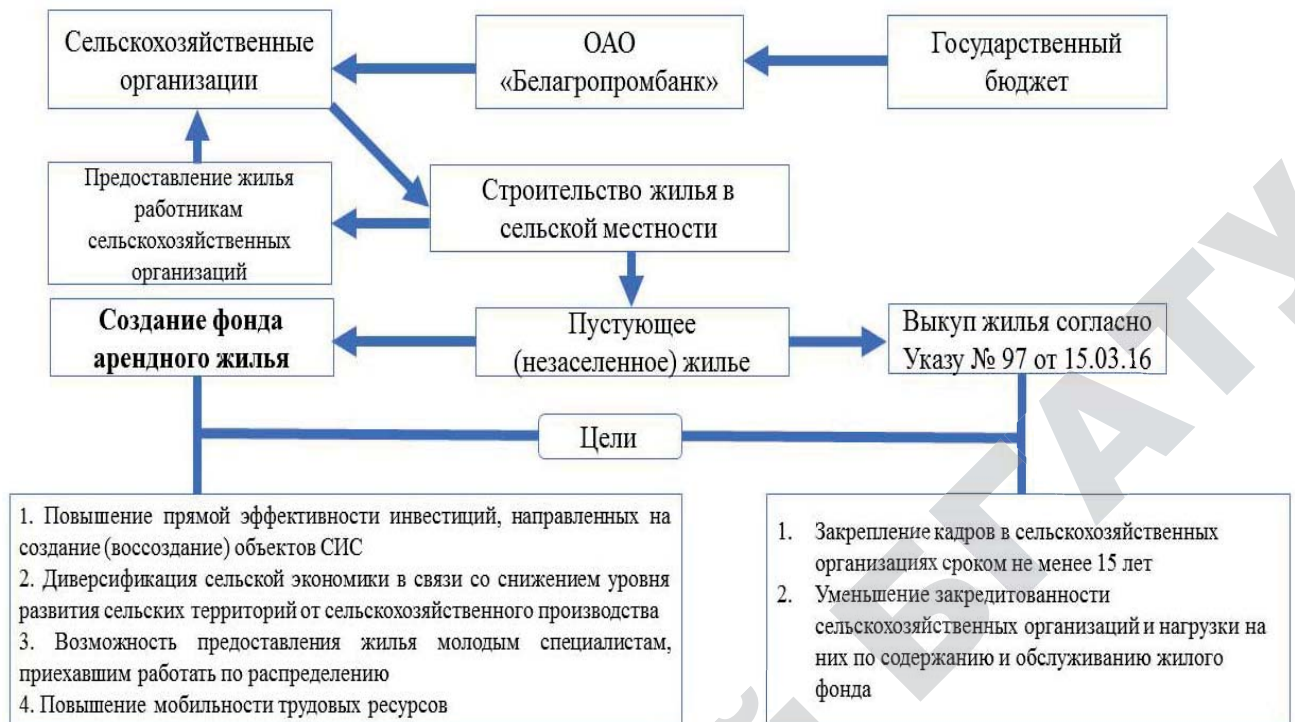 Сельскохозяйственные
организации
ОАО
«Белагропромбанк»
Государственный
бюджет
Предоставление жилья
работникам
сельскохозяйственных
организаций
Строительство жилья в
сельской местности
Создание фонда
арендного жилья
Пустующее
(незаселенное) жилье
Выкуп жилья согласно
Указу № 97 от 15.03.16
Цели
1. Повышение прямой эффективности инвестиций, направленных на
создание (воссоздание) объектов СИС
2. Диверсификация сельской экономики в связи со снижением уровня
развития сельских территорий от сельскохозяйственного производства
3. Возможность предоставления жилья молодым специалистам,
приехавшим работать по распределению
4. Повышение мобильности трудовых ресурсов
1. Закрепление кадров в сельскохозяйственных
организациях сроком не менее 15 лет
2. Уменьшение закредитованности
сельскохозяйственных организаций и нагрузки на
них по содержанию и обслуживанию жилого
фонда
БГАТУ